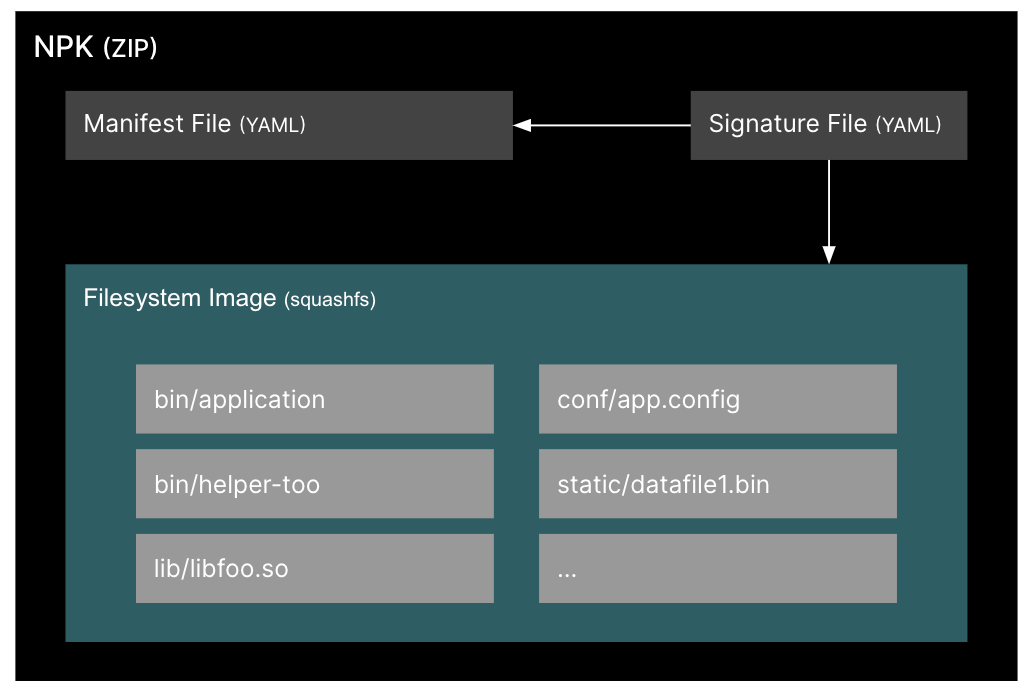 NPK (ZIP)
Manifest File (YAML)
Signature File (YAML)
Filesystem Image (squashfs)
bin/application
conf/app.config
bin/helper-too
static/datafile1.bin
lib/libfoo.so
...